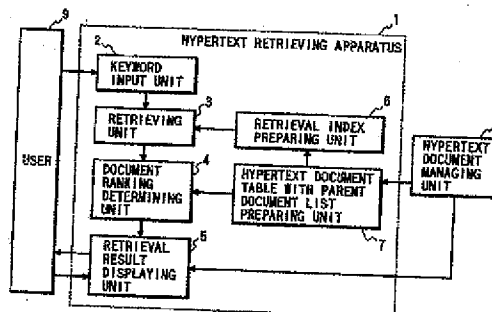 9
1
HYPERTEXT RETRIEVING APPARATUS
2
KEYWORD
INPUT UNIT
3
RETRIEVING
UNIT
6
RETRIEVAL INDEX
PREPARING UNIT
USER
4
DOCUMENT
RANKING
DETERMINING
UNIT
HYPERTEXT DOCUMENT
TABLE WITH PARENT
DOCUMENT LIST
PREPARING UNIT
7
HYPERTEXT
DOCUMENT
MANAGING
UNIT
5
RETRIEVAL
RESULT
DISPLAYING
UNIT